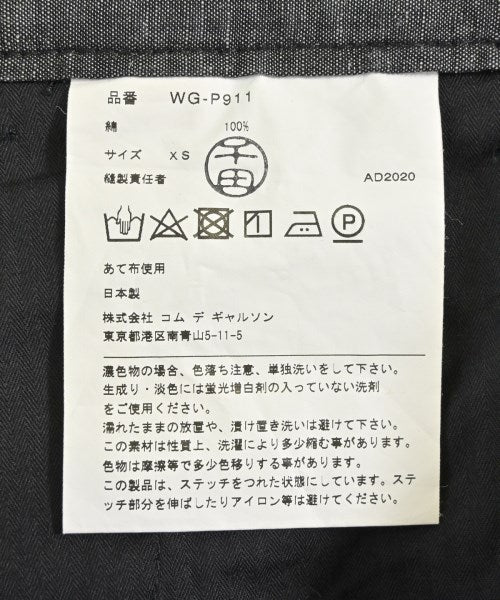 品番 WG-P911
綿 100%
サイズ XS
千田
縫製責任者 AD2020
P
あて布使用
日本製
株式会社 コム デ ギャルソン
東京都港区南青山5-11-5
濃色物の場合、色落ち注意、単独洗いをして下さい。
生成り・淡色には蛍光増白剤の入っていない洗剤
をご使用ください。
濡れたままの放置や、漬け置き洗いは避けて下さい。
この素材は性質上、洗濯により多少縮む事があります。
色物は摩擦等で多少色移りする事があります。
この製品は、ステッチをつれた状態にしています。ステ
ッチ部分を伸ばしたりアイロン等は避けてください。